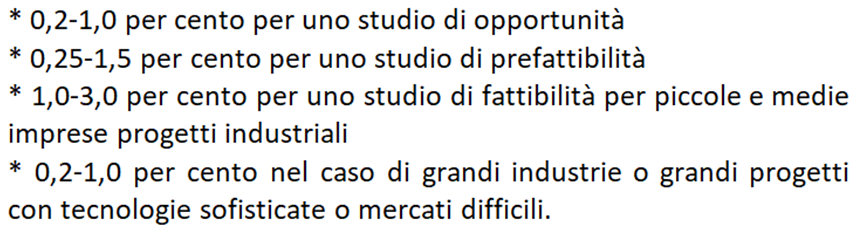 * 0,2-1,0 per cento per uno studio di opportunità
* 0,25-1,5 per cento per uno studio di prefattibilità
* 1,0-3,0 per cento per uno studio di fattibilità per piccole e medie
imprese progetti industriali
* 0,2-1,0 per cento nel caso di grandi industrie o grandi progetti
con tecnologie sofisticate o mercati difficili.